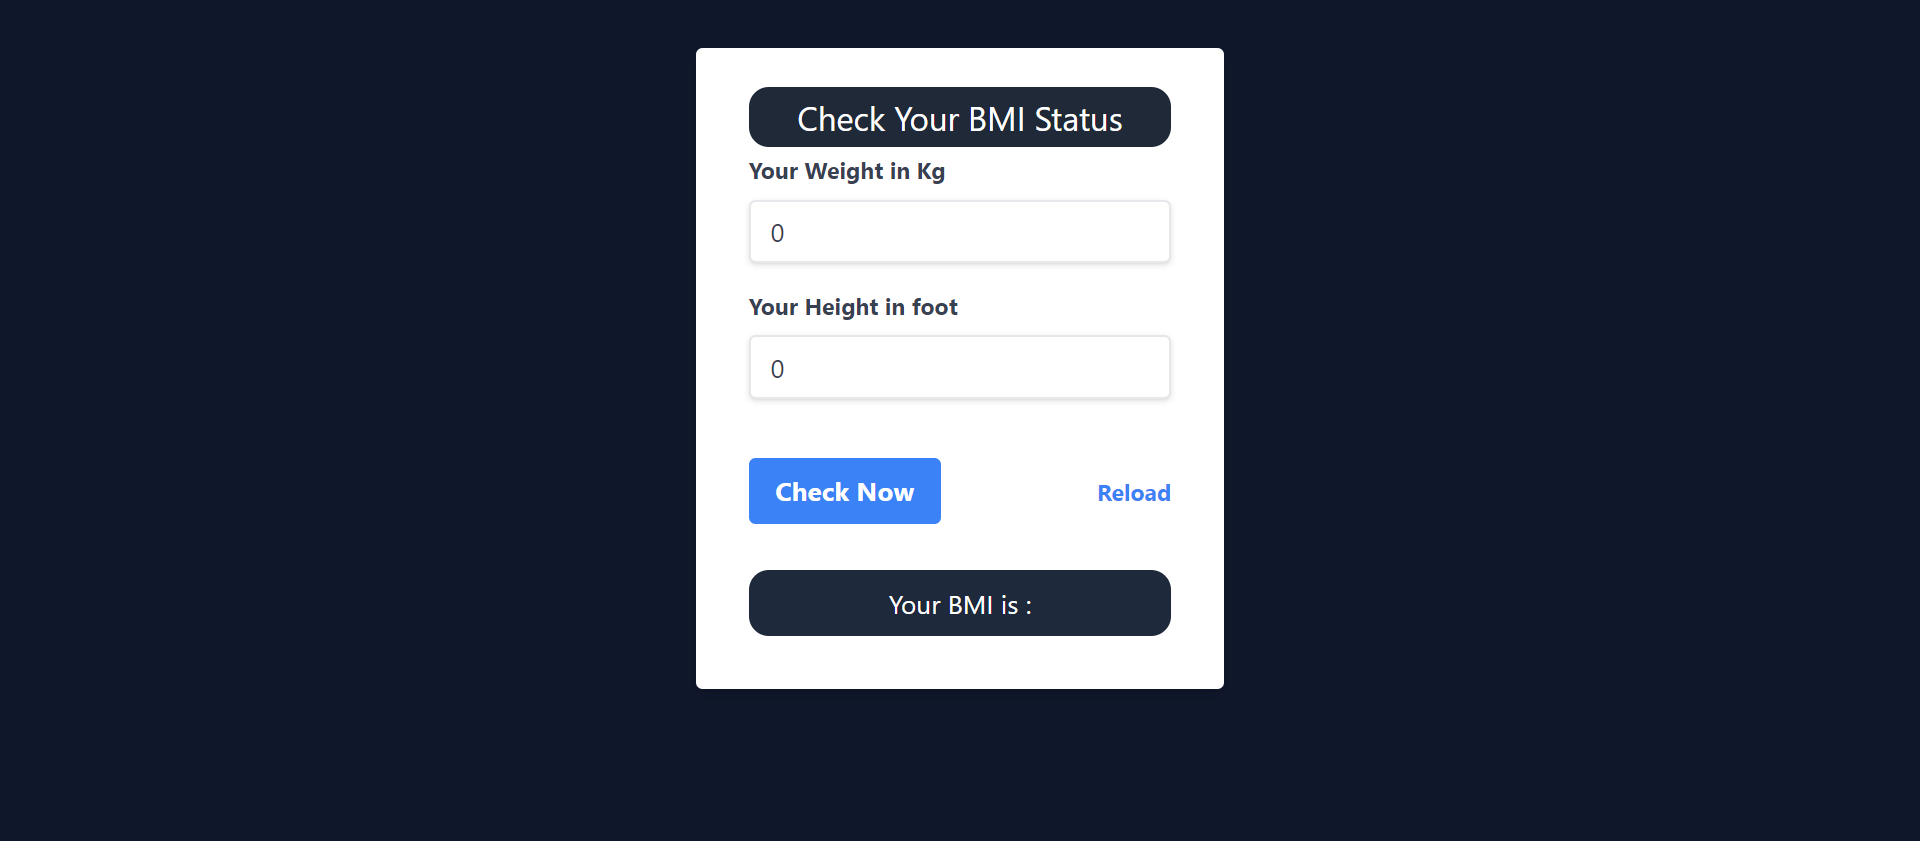 Check Your BMI Status
Your Weight in Kg
0
Your Height in foot
0
Check Now
Reload
Your BMI is :